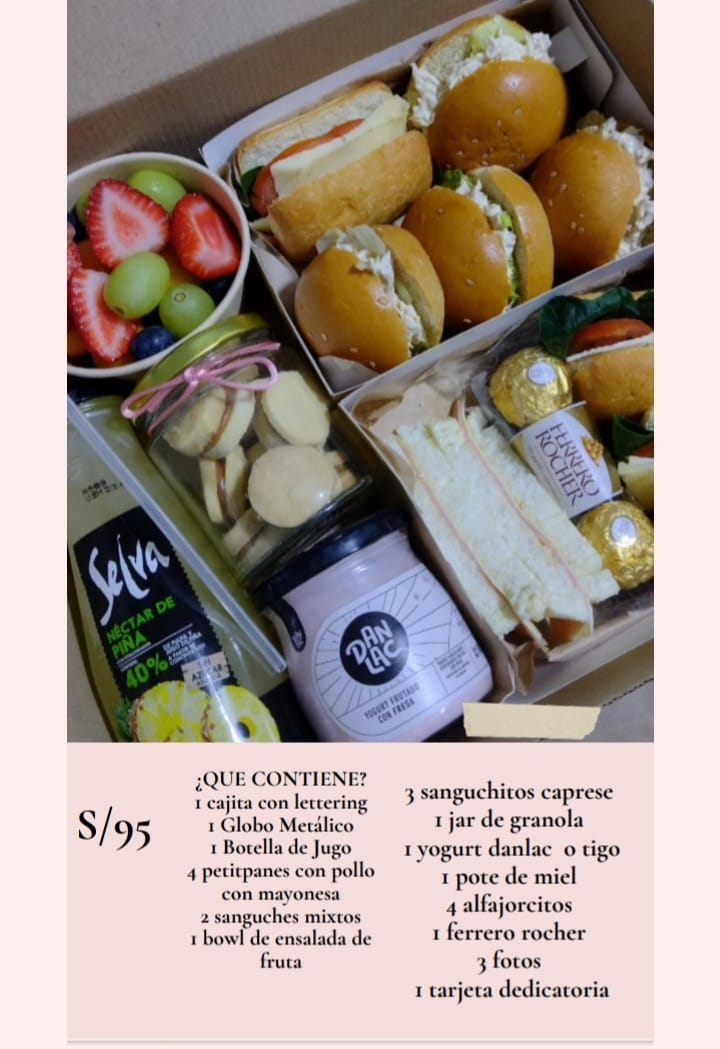 Selva
NÉCTAR DE
PIÑA
40%
AZÚCAR
DAN
LAC
YOGURT FRUTADO
CON FRESA
FERRERO
ROCHER
S/95
¿QUE CONTIENE?
1 cajita con lettering
1 Globo Metálico
1 Botella de Jugo
4 petitpanes con pollo
con mayonesa
2 sanguches mixtos
1 bowl de ensalada de
fruta
3 sanguchitos caprese
1 jar de granola
1 yogurt danlac o tigo
1 pote de miel
4 alfajorcitos
1 ferrero rocher
3 fotos
1 tarjeta dedicatoria